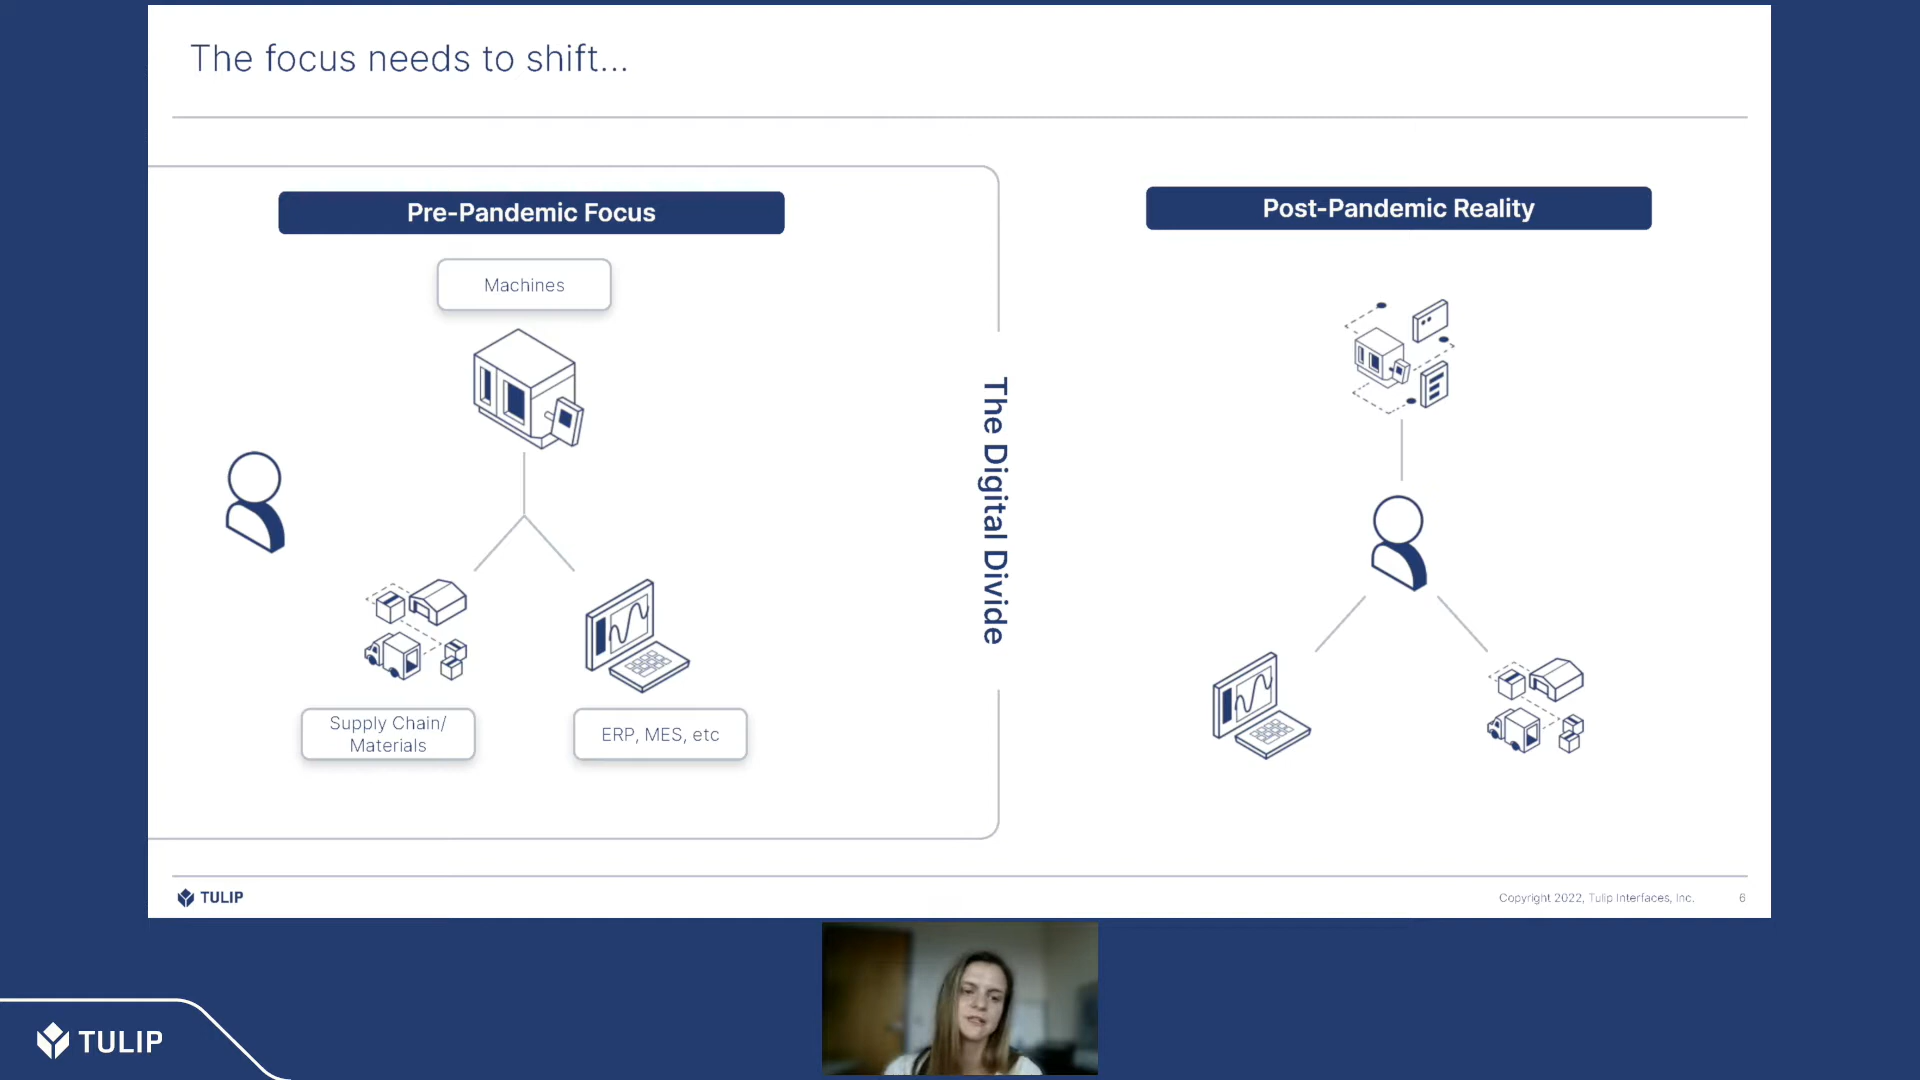 The focus needs to shift...
Pre-Pandemic Focus
Machines
Supply Chain/
Materials
ERP, MES, etc
The Digital Divide
Post-Pandemic Reality
TULIP
Copyright 2022, Tulip Interfaces, Inc.
6
TULIP